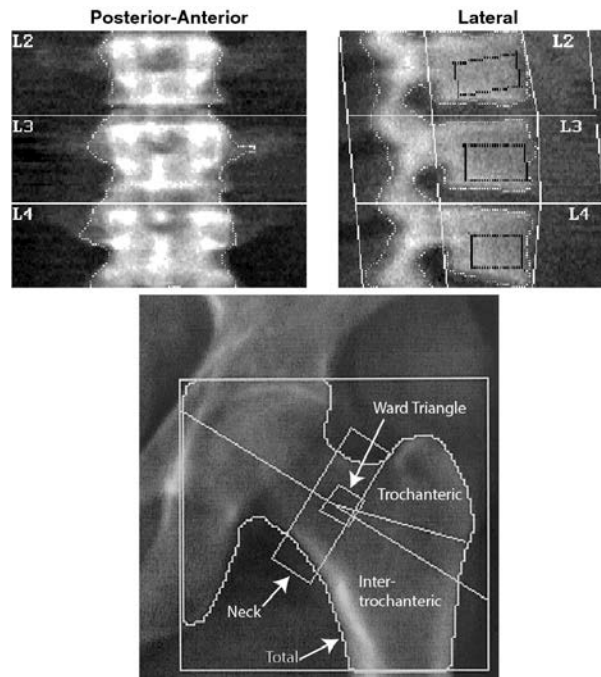 Posterior-Anterior
Lateral
L2
L3
L4
L2
L3
L4
Ward Triangle
Trochanteric
Inter-
trochanteric
Neck
Total